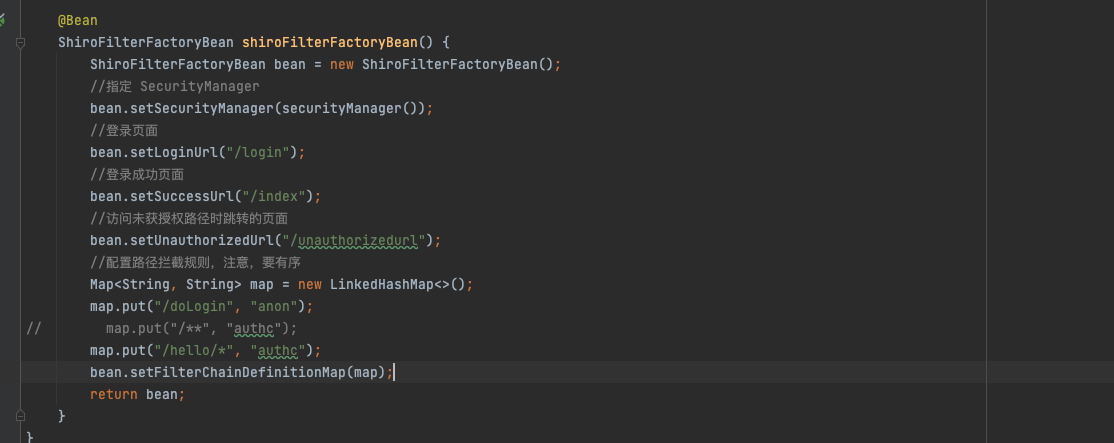 @Bean
ShiroFilterFactoryBean shiroFilterFactoryBean() {
ShiroFilterFactoryBean bean = new ShiroFilterFactoryBean();
//指定 SecurityManager
bean.setSecurityManager(securityManager());
//登录页面
bean.setLoginUrl("/login");
//登录成功页面
bean.setSuccessUrl("/index");
//访问未获授权路径时跳转的页面
bean.setUnauthorizedUrl("/unauthorizedurl");
//配置路径拦截规则，注意，要有序
Map<String, String> map = new LinkedHashMap<>();
map.put("/doLogin", "anon");
// map.put("/**", "authc");
map.put("/hello/*", "authc");
bean.setFilterChainDefinitionMap(map);
return bean;
}
}